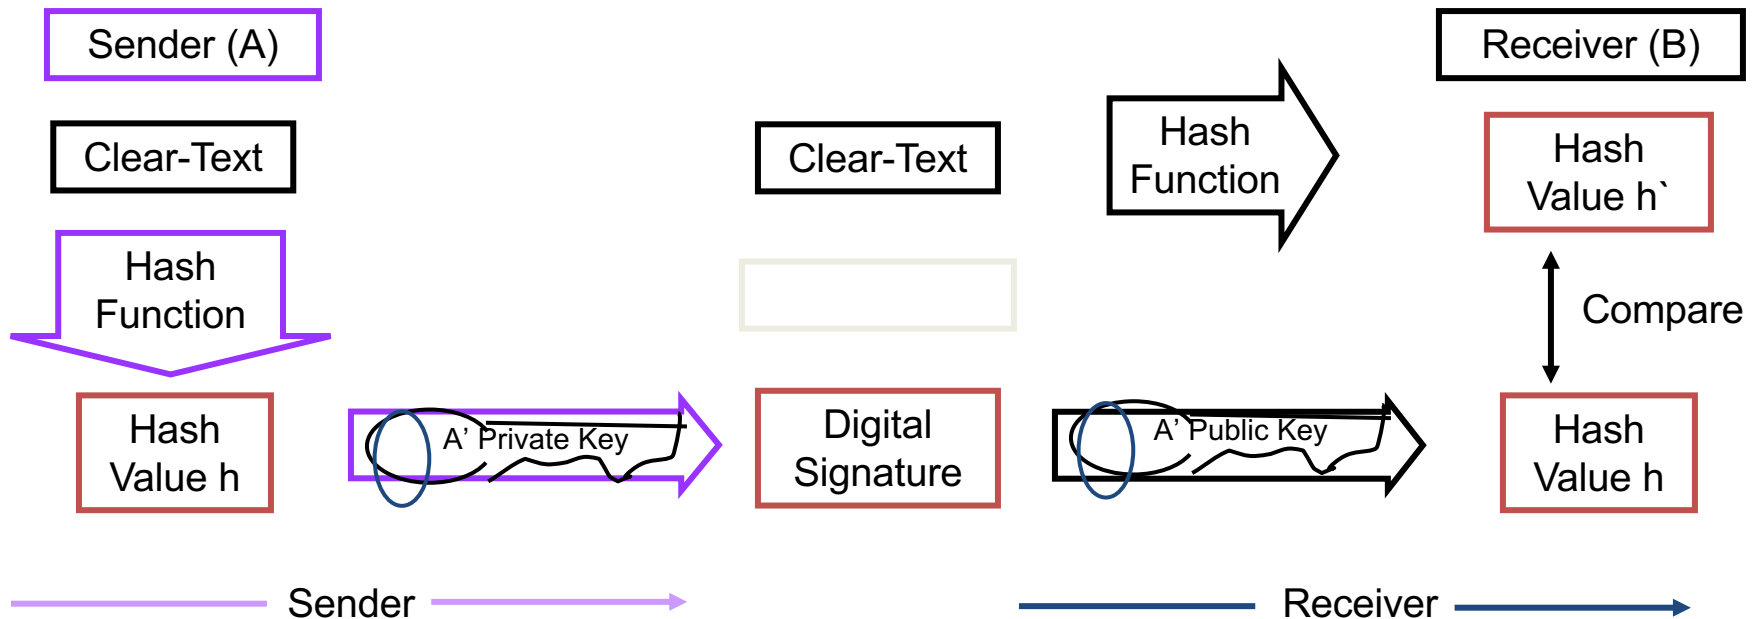 Sender (A)
Receiver (B)
Clear-Text
Clear-Text
Hash
Function
Hash
Value h`
Hash
Function
Compare
Hash
Value h
A’ Private Key
Digital
Signature
A’ Public Key
Hash
Value h
Sender
Receiver